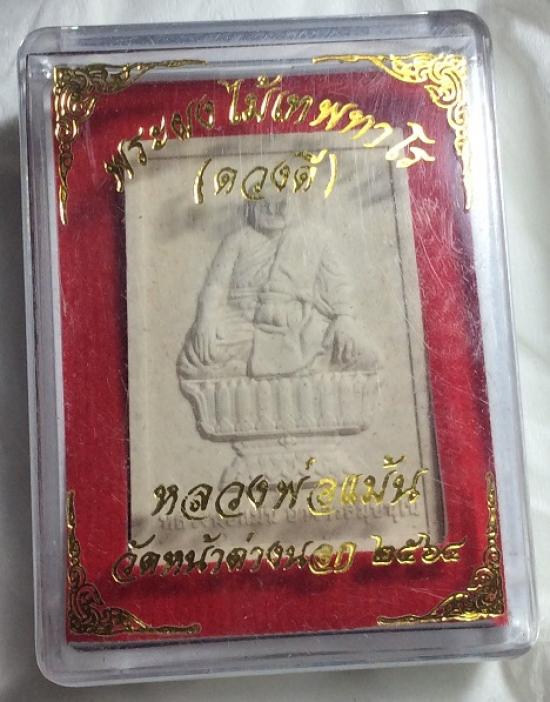 พระผงไม้เทพทาโร
(ดวงดี)
หลวงพ่อแม้น
วัดหน้าต่างนอก ๒๕๖๔